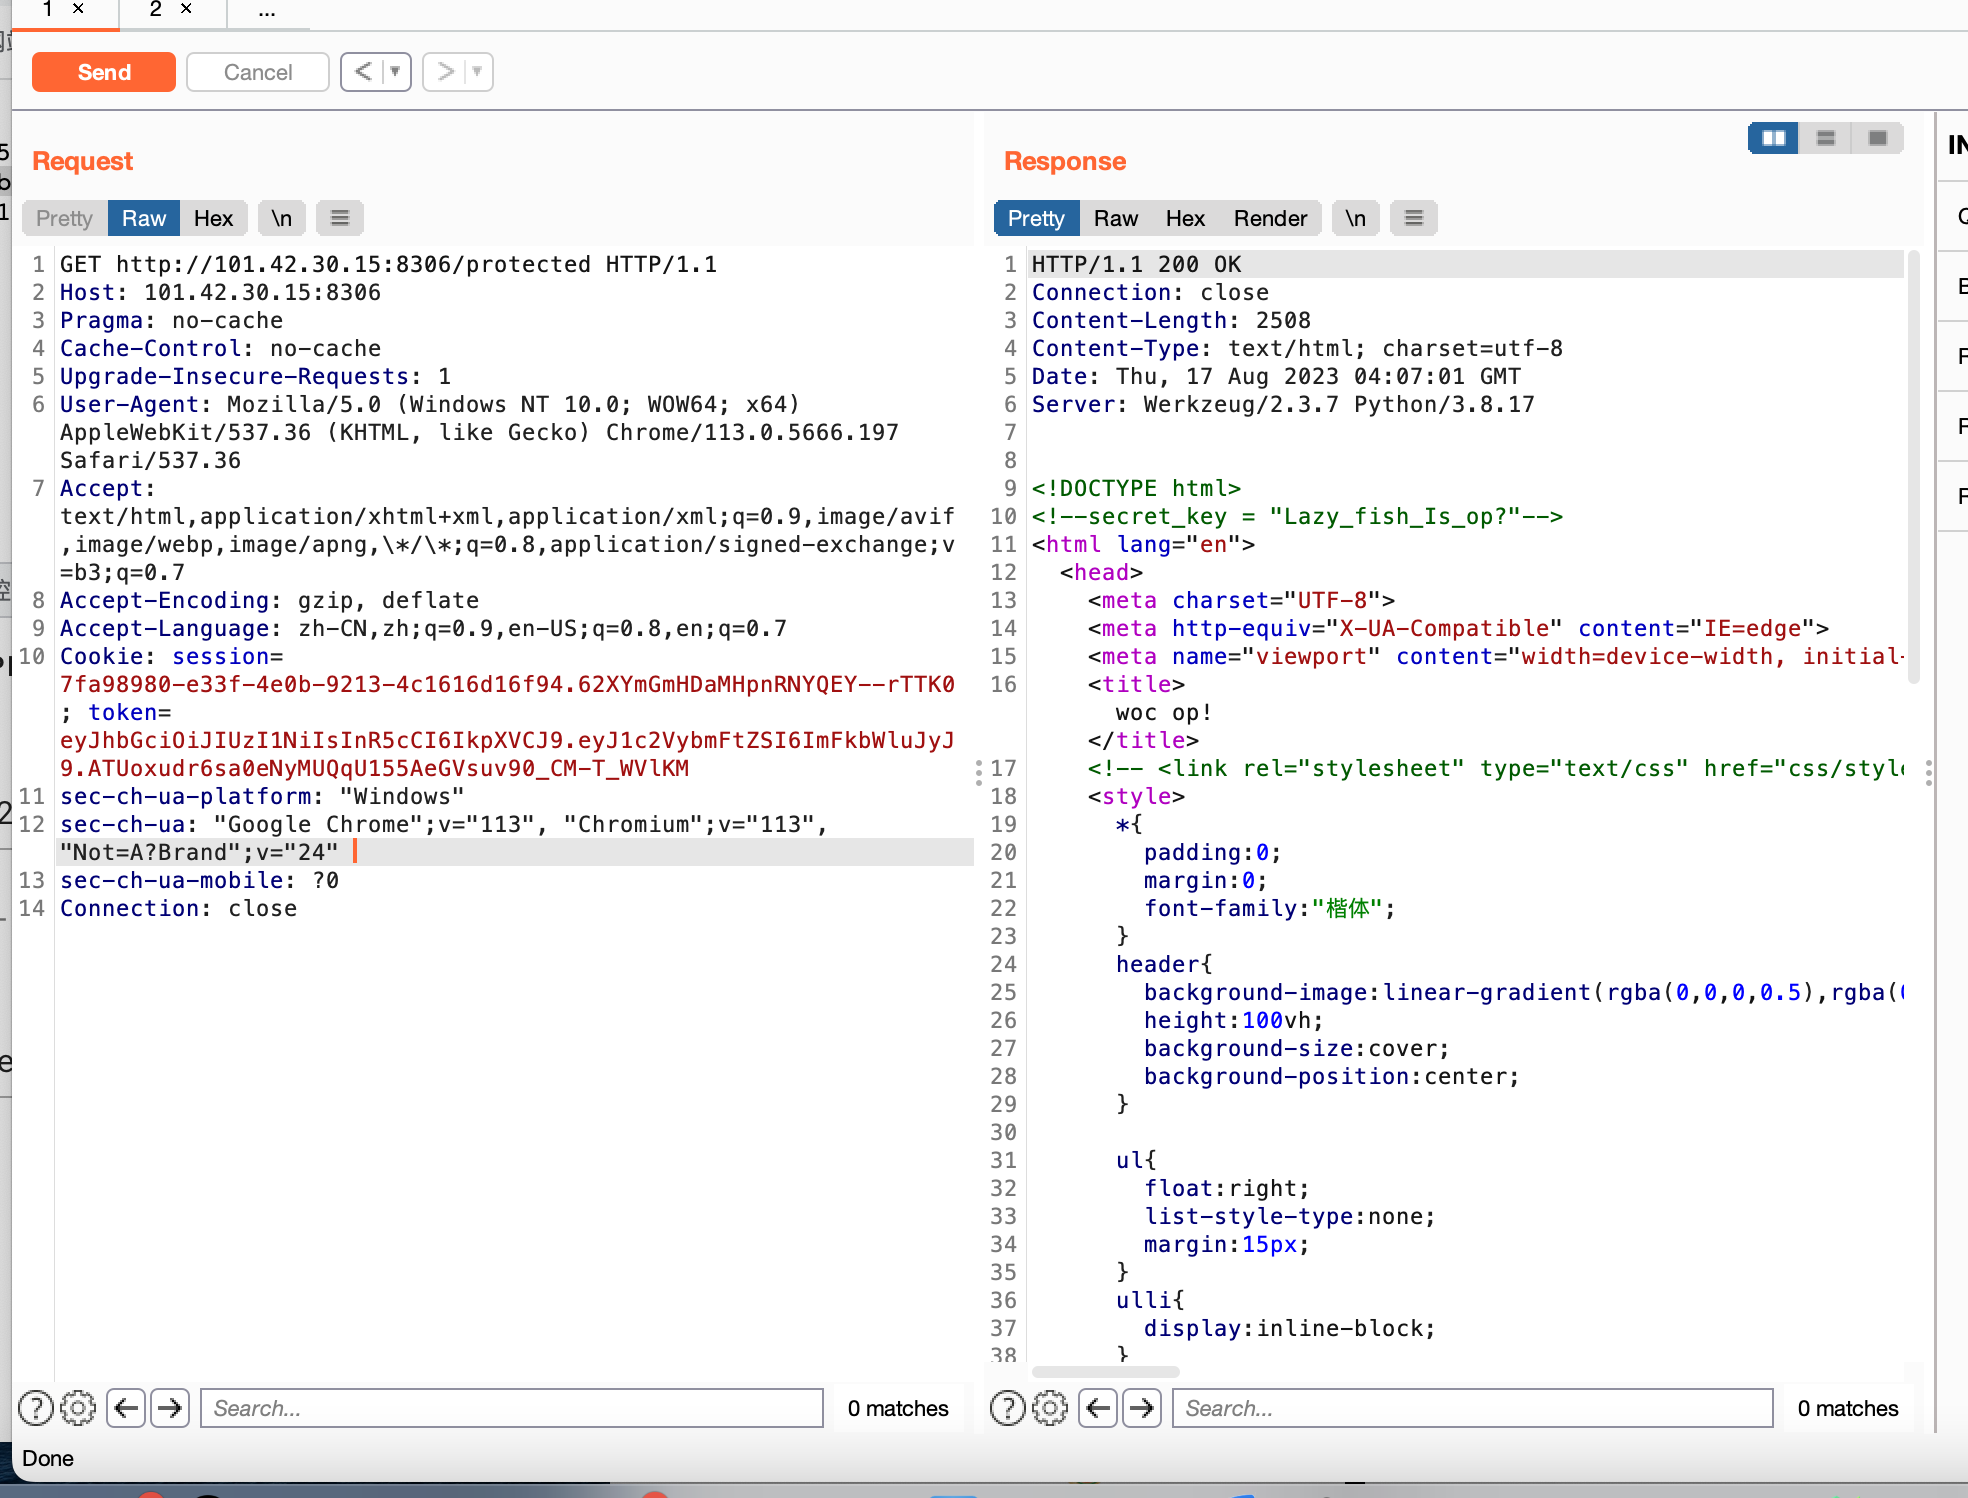 1 × 2 × ...
Send Cancel < ▼ > ▼
Request
Pretty Raw Hex \n
1 GET http://101.42.30.15:8306/protected HTTP/1.1
2 Host: 101.42.30.15:8306
3 Pragma: no-cache
4 Cache-Control: no-cache
5 Upgrade-Insecure-Requests: 1
6 User-Agent: Mozilla/5.0 (Windows NT 10.0; WOW64; x64)
AppleWebKit/537.36 (KHTML, like Gecko) Chrome/113.0.5666.197
Safari/537.36
7 Accept:
text/html,application/xhtml+xml,application/xml;q=0.9,image/avif
,image/webp,image/apng,\*/\*;q=0.8,application/signed-exchange;v
=b3;q=0.7
8 Accept-Encoding: gzip, deflate
9 Accept-Language: zh-CN,zh;q=0.9,en-US;q=0.8,en;q=0.7
10 Cookie: session=
7fa98980-e33f-4e0b-9213-4c1616d16f94.62XYmGmHDaMHpnRNYQEY--rTTK0
; token=
eyJhbGciOiJIUzI1NiIsInR5cCI6IkpXVCJ9.eyJ1c2VybmFtZSI6ImFkbWluJyJ
9.ATUoxudr6sa0eNyMUQqU155AeGVsuv90_CM-T_WVlKM
11 sec-ch-ua-platform: "Windows"
12 sec-ch-ua: "Google Chrome";v="113", "Chromium";v="113",
"Not=A?Brand";v="24"
13 sec-ch-ua-mobile: ?0
14 Connection: close
Search...
0 matches
Response
Pretty Raw Hex Render \n
1 HTTP/1.1 200 OK
2 Connection: close
3 Content-Length: 2508
4 Content-Type: text/html; charset=utf-8
5 Date: Thu, 17 Aug 2023 04:07:01 GMT
6 Server: Werkzeug/2.3.7 Python/3.8.17
7
8
9 <!DOCTYPE html>
10 <!--secret_key = "Lazy_fish_Is_op?"-->
11 <html lang="en">
12 <head>
13 <meta charset="UTF-8">
14 <meta http-equiv="X-UA-Compatible" content="IE=edge">
15 <meta name="viewport" content="width=device-width, initial-
16 <title>
woc op!
</title>
17 <!-- <link rel="stylesheet" type="text/css" href="css/style
18 <style>
19 *{
20 padding:0;
21 margin:0;
22 font-family:"楷体";
23 }
24 header{
25 background-image:linear-gradient(rgba(0,0,0,0.5),rgba(
26 height:100vh;
27 background-size:cover;
28 background-position:center;
29 }
30
31 ul{
32 float:right;
33 list-style-type:none;
34 margin:15px;
35 }
36 ulli{
37 display:inline-block;
38 }
Search...
0 matches
Done